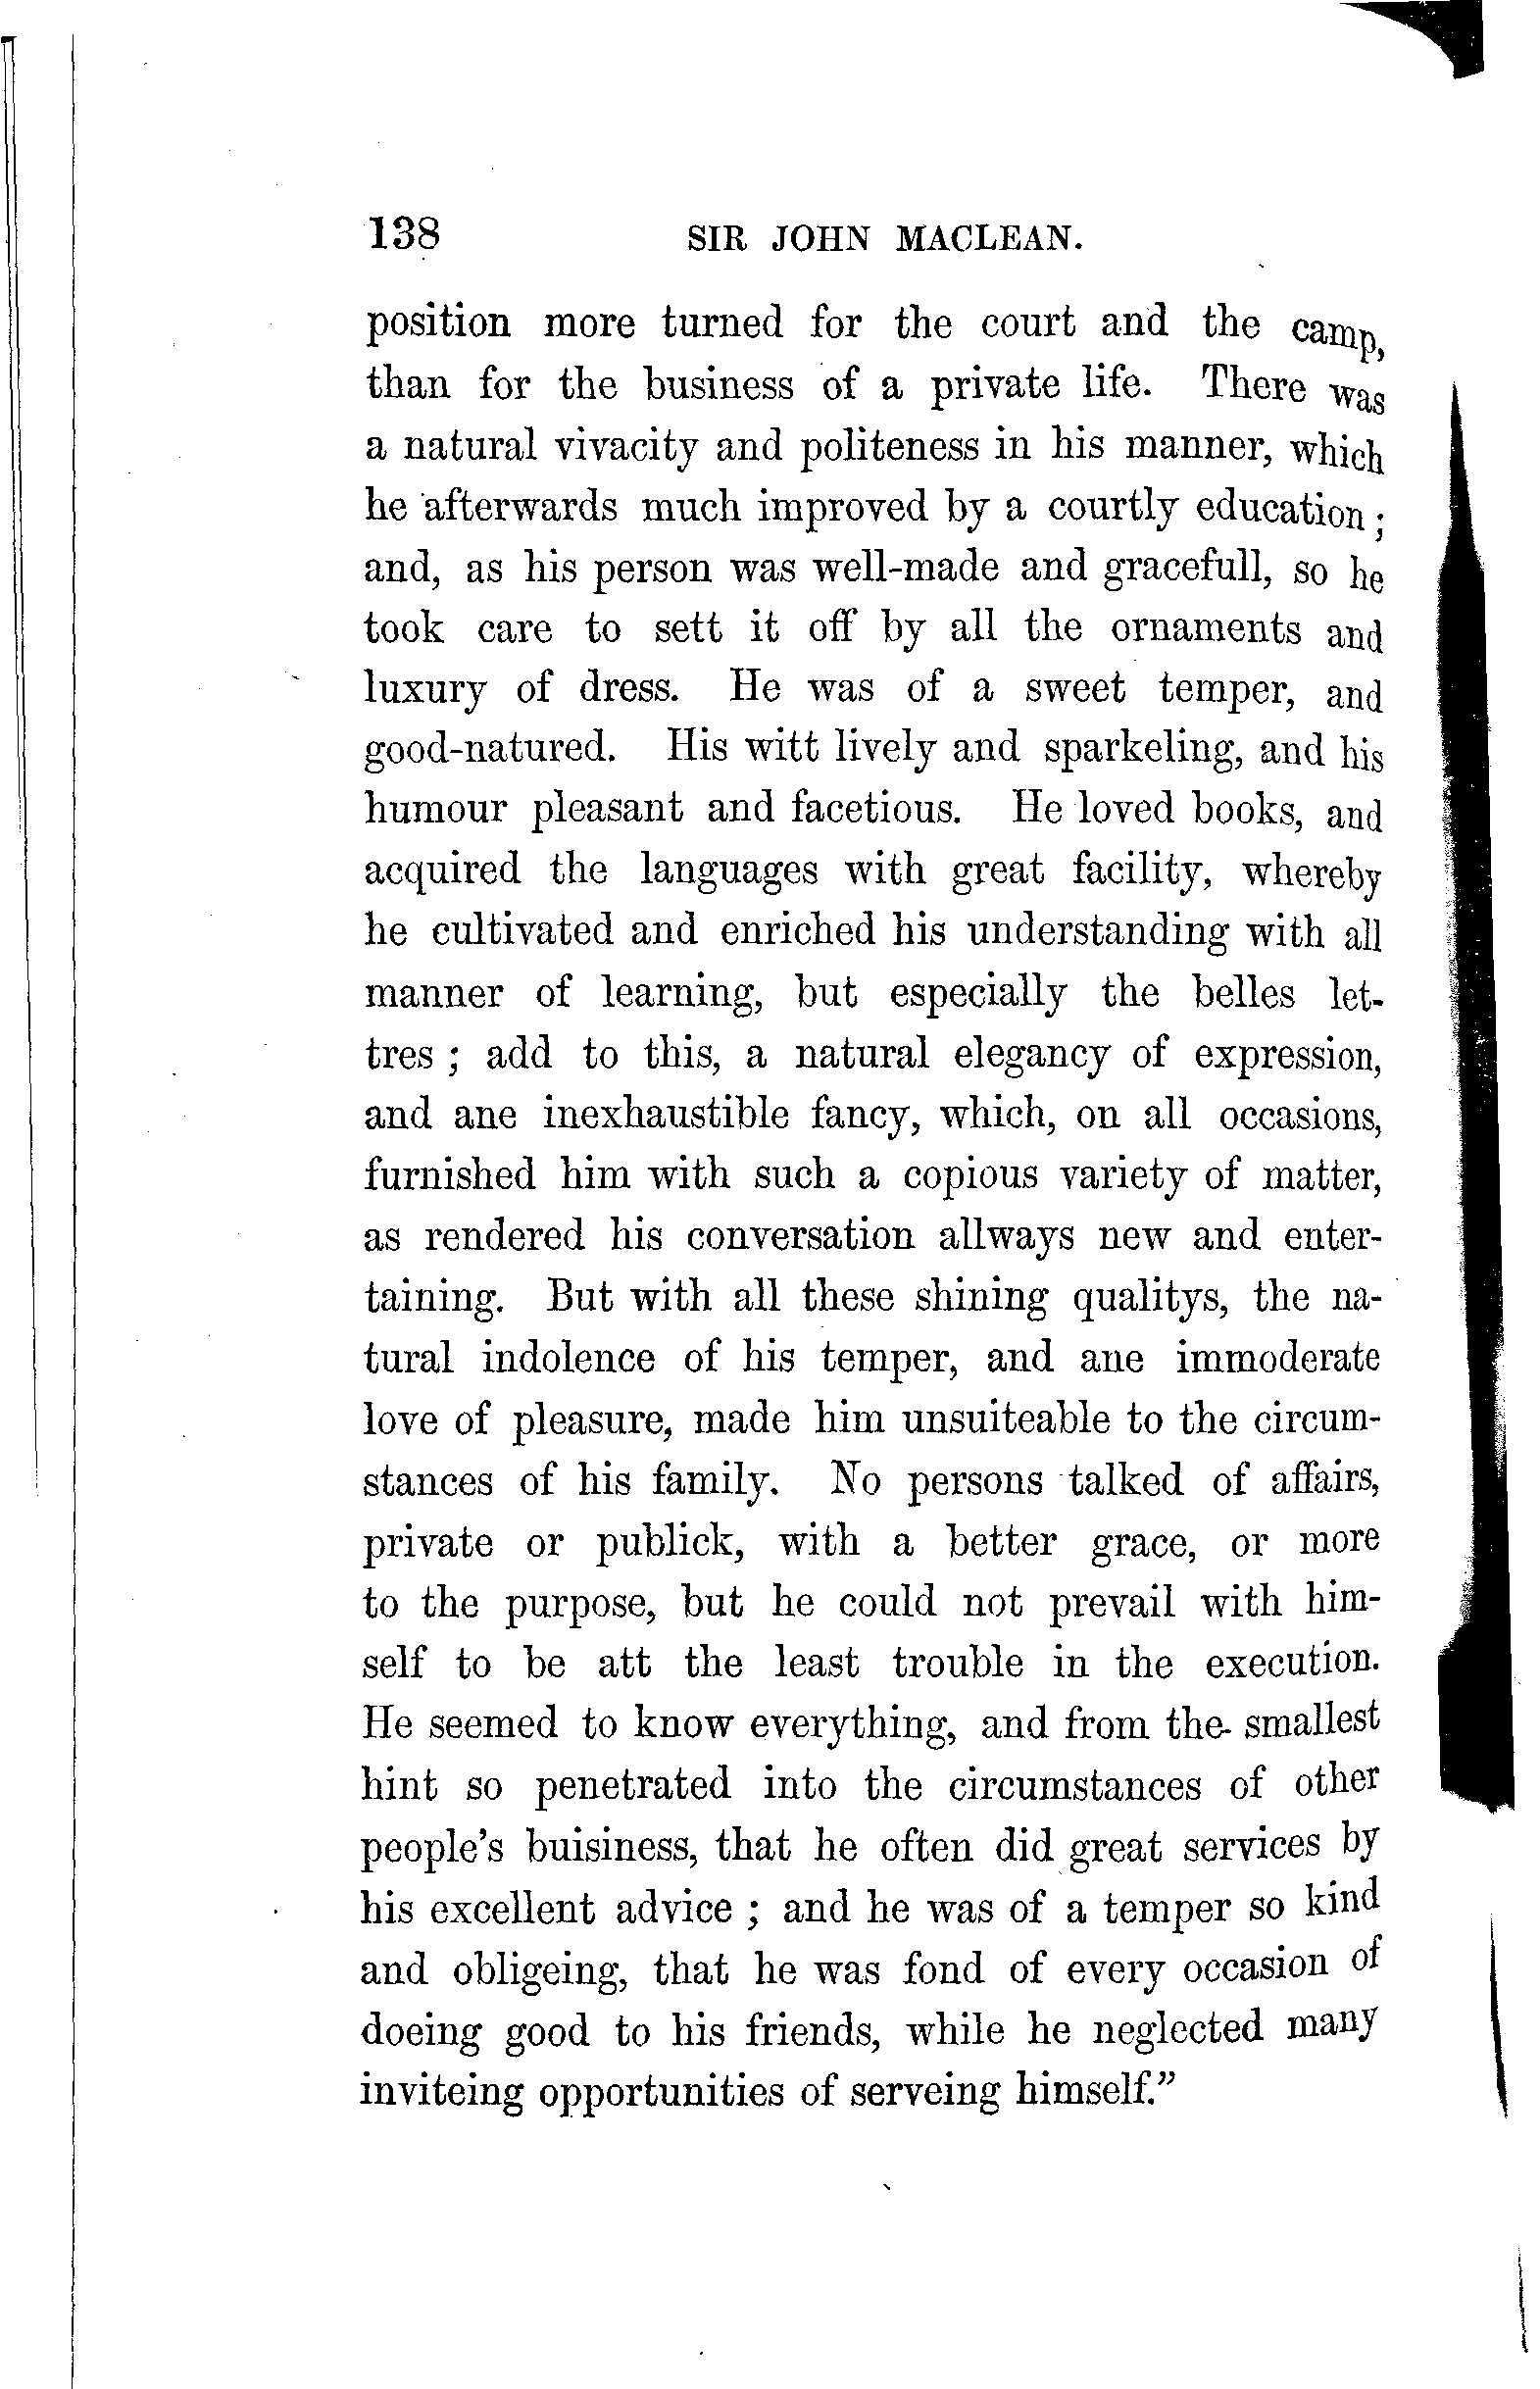 138 SIR JOHN MACLEAN.
position more turned for the court and the camp,
than for the business of a private life. There was
a natural vivacity and politeness in his manner, which
he afterwards much improved by a courtly education;
and, as his person was well-made and gracefull, so he
took care to sett it off by all the ornaments and
luxury of dress. He was of a sweet temper, and
good-natured. His witt lively and sparkeling, and his
humour pleasant and facetious. He loved books, and
acquired the languages with great facility, whereby
he cultivated and enriched his understanding with all
manner of learning, but especially the belles let-
tres ; add to this, a natural elegancy of expression,
and ane inexhaustible fancy, which, on all occasions,
furnished him with such a copious variety of matter,
as rendered his conversation allways new and enter-
taining. But with all these shining qualitys, the na-
tural indolence of his temper, and ane immoderate
love of pleasure, made him unsuiteable to the circum-
stances of his family. No persons talked of affairs,
private or publick, with a better grace, or more
to the purpose, but he could not prevail with him-
self to be att the least trouble in the execution.
He seemed to know everything, and from the smallest
hint so penetrated into the circumstances of other
people's buisiness, that he often did great services by
his excellent advice ; and he was of a temper so kind
and obligeing, that he was fond of every occasion of
doeing good to his friends, while he neglected many
inviteing opportunities of serveing himself."